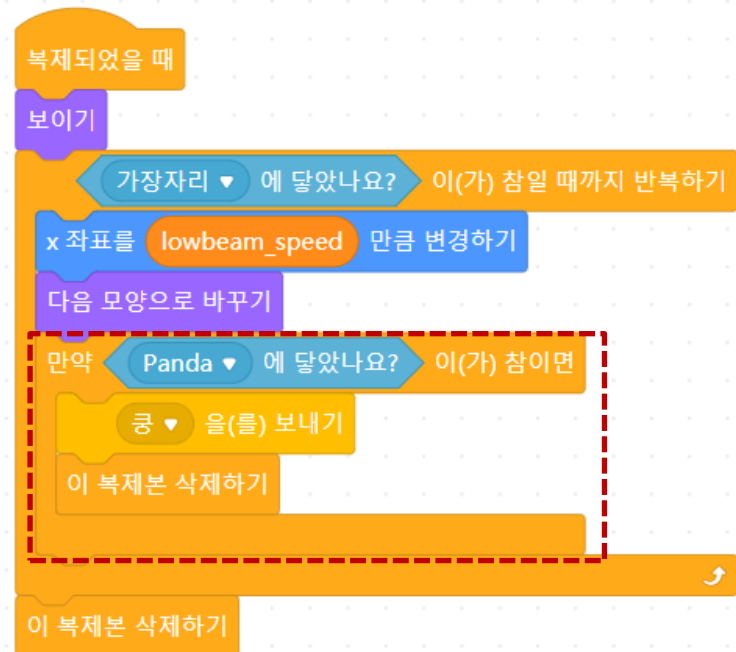 복제되었을 때
보이기
가장자리 에 닿았나요? 이(가) 참일 때까지 반복하기
x 좌표를 lowbeam_speed 만큼 변경하기
다음 모양으로 바꾸기
만약 Panda 에 닿았나요? 이(가) 참이면
쿵 을(를) 보내기
이 복제본 삭제하기
이 복제본 삭제하기